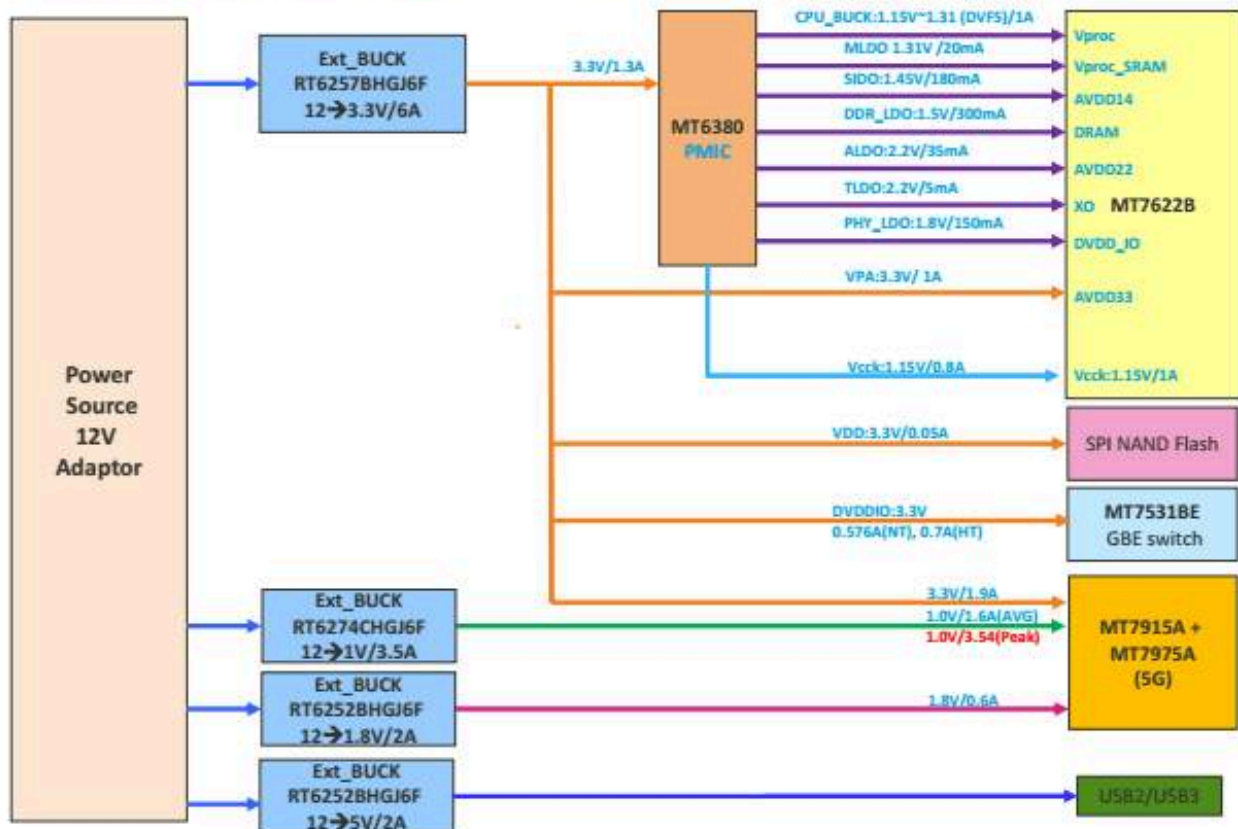 Power
Source
12V
Adaptor
Ext_BUCK
RT6257BHGJ6F
12➔3.3V/6A
3.3V/1.3A
MT6380
PMIC
CPU_BUCK:1.15V~1.31 (DVFS)/1A
MLDO 1.31V /20mA
SIDO:1.45V/180mA
DDR_LDO:1.5V/300mA
ALDO:2.2V/35mA
TLDO:2.2V/5mA
PHY_LDO:1.8V/150mA
VPA:3.3V/ 1A
Vcck:1.15V/0.8A
Vproc
Vproc_SRAM
AVDD14
DRAM
AVDD22
XO MT7622B
DVDD_IO
AVDD33
Vcck:1.15V/1A
VDD:3.3V/0.05A
SPI NAND Flash
DVDDIO:3.3V
0.576A(NT), 0.7A(HT)
MT7531BE
GBE switch
Ext_BUCK
RT6274CHGJ6F
12➔1V/3.5A
3.3V/1.9A
1.0V/1.6A(AVG)
1.0V/3.54(Peak)
MT7915A +
MT7975A
(5G)
Ext_BUCK
RT6252BHGJ6F
12➔1.8V/2A
1.8V/0.6A
Ext_BUCK
RT6252BHGJ6F
12➔5V/2A
USB2/USB3